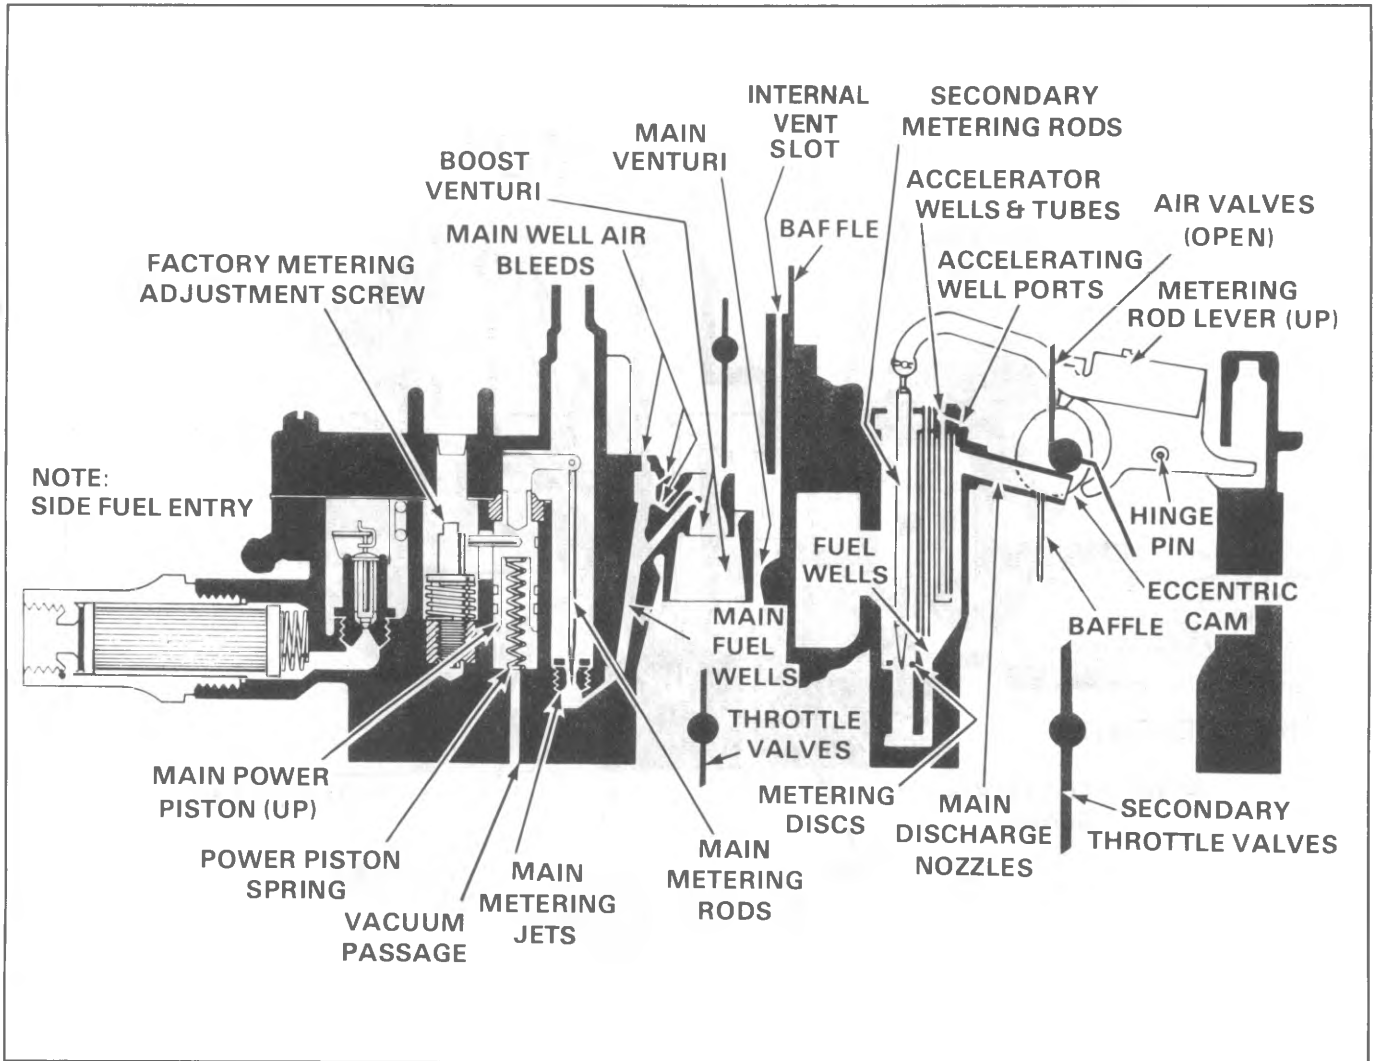 INTERNAL
VENT
SLOT
SECONDARY
METERING RODS
MAIN
VENTURI
BOOST
VENTURI
ACCELERATOR
WELLS & TUBES
AIR VALVES
(OPEN)
MAIN WELL AIR
BLEEDS
BAFFLE
FACTORY METERING
ADJUSTMENT SCREW
ACCELERATING
WELL PORTS
METERING
ROD LEVER (UP)
NOTE:
SIDE FUEL ENTRY
HINGE
PIN
FUEL
WELLS
ECCENTRIC
CAM
BAFFLE
MAIN
FUEL
WELLS
THROTTLE
VALVES
MAIN POWER
PISTON (UP)
METERING
DISCS
MAIN
DISCHARGE
NOZZLES
SECONDARY
THROTTLE VALVES
POWER PISTON
SPRING
MAIN
METERING
RODS
MAIN
METERING
JETS
VACUUM
PASSAGE